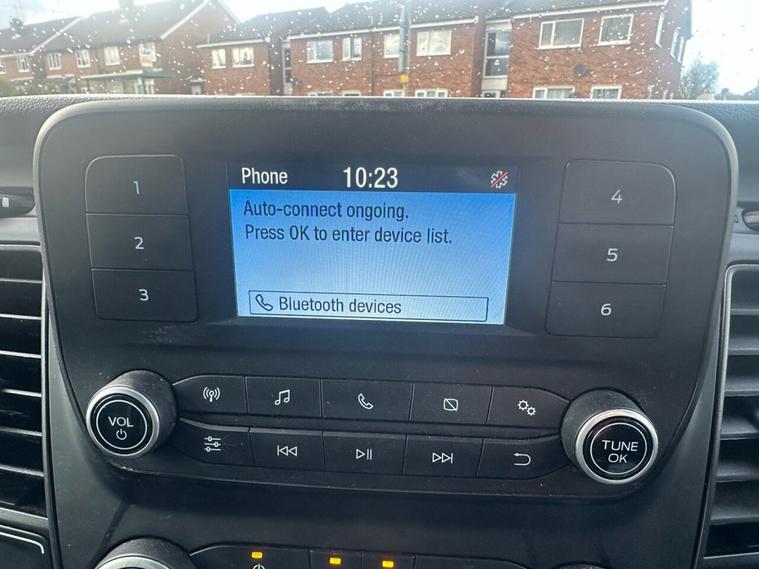 Phone 10:23
Auto-connect ongoing.
Press OK to enter device list.
Bluetooth devices
1
2
3
4
5
6
VOL
TUNE
OK